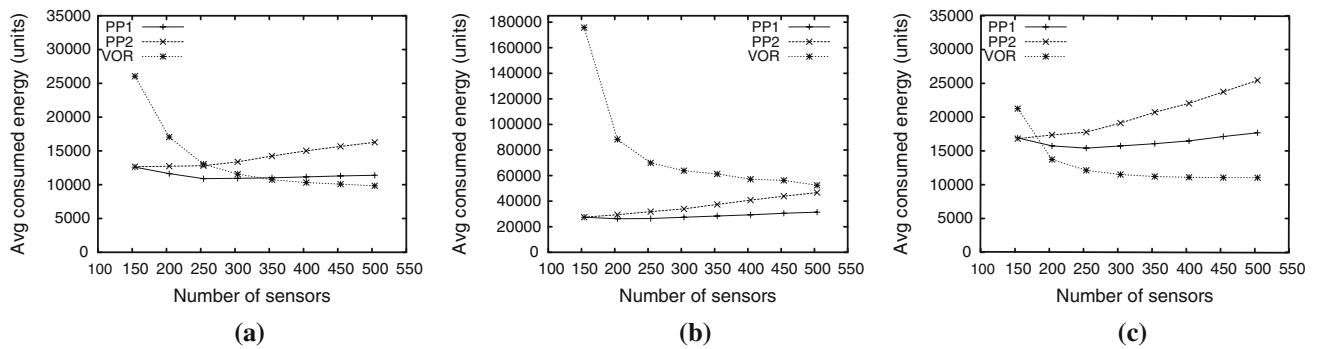 Avg consumed energy (units)
35000
30000
25000
20000
15000
10000
5000
0
PP1
PP2
VOR
100 150 200 250 300 350 400 450 500 550
Number of sensors
(a)
Avg consumed energy (units)
180000
160000
140000
120000
100000
80000
60000
40000
20000
0
PP1
PP2
VOR
100 150 200 250 300 350 400 450 500 550
Number of sensors
(b)
Avg consumed energy (units)
35000
30000
25000
20000
15000
10000
5000
0
PP1
PP2
VOR
100 150 200 250 300 350 400 450 500 550
Number of sensors
(c)